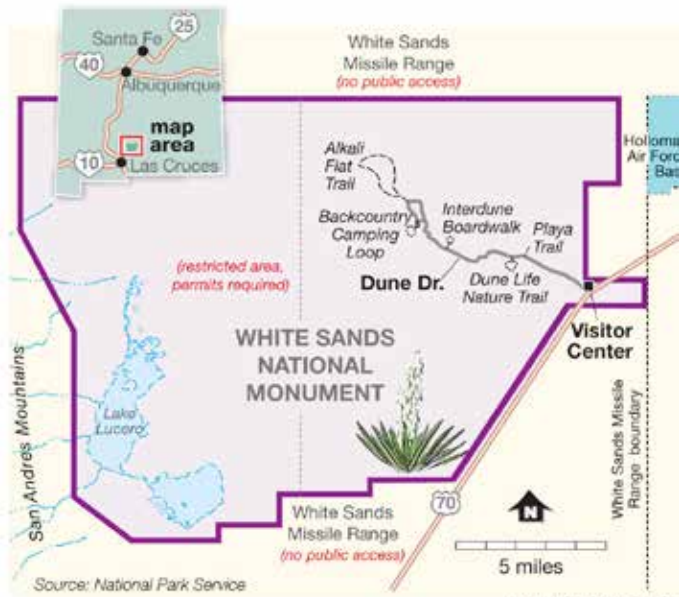 25
Santa Fe
40
Albuquerque
map
area
10
Las Cruces
White Sands
Missile Range
(no public access)
Alkali
Flat
Trail
Backcountry
Camping
Loop
Interdune
Boardwalk
Playa
Trail
Dune Dr.
Dune Life
Nature Trail
(restricted area,
permits required)
WHITE SANDS
NATIONAL
MONUMENT
Visitor
Center
Lake
Lucero
San Andres Mountains
White Sands Missile
Range boundary
70
N
5 miles
White Sands
Missile Range
(no public access)
Source: National Park Service